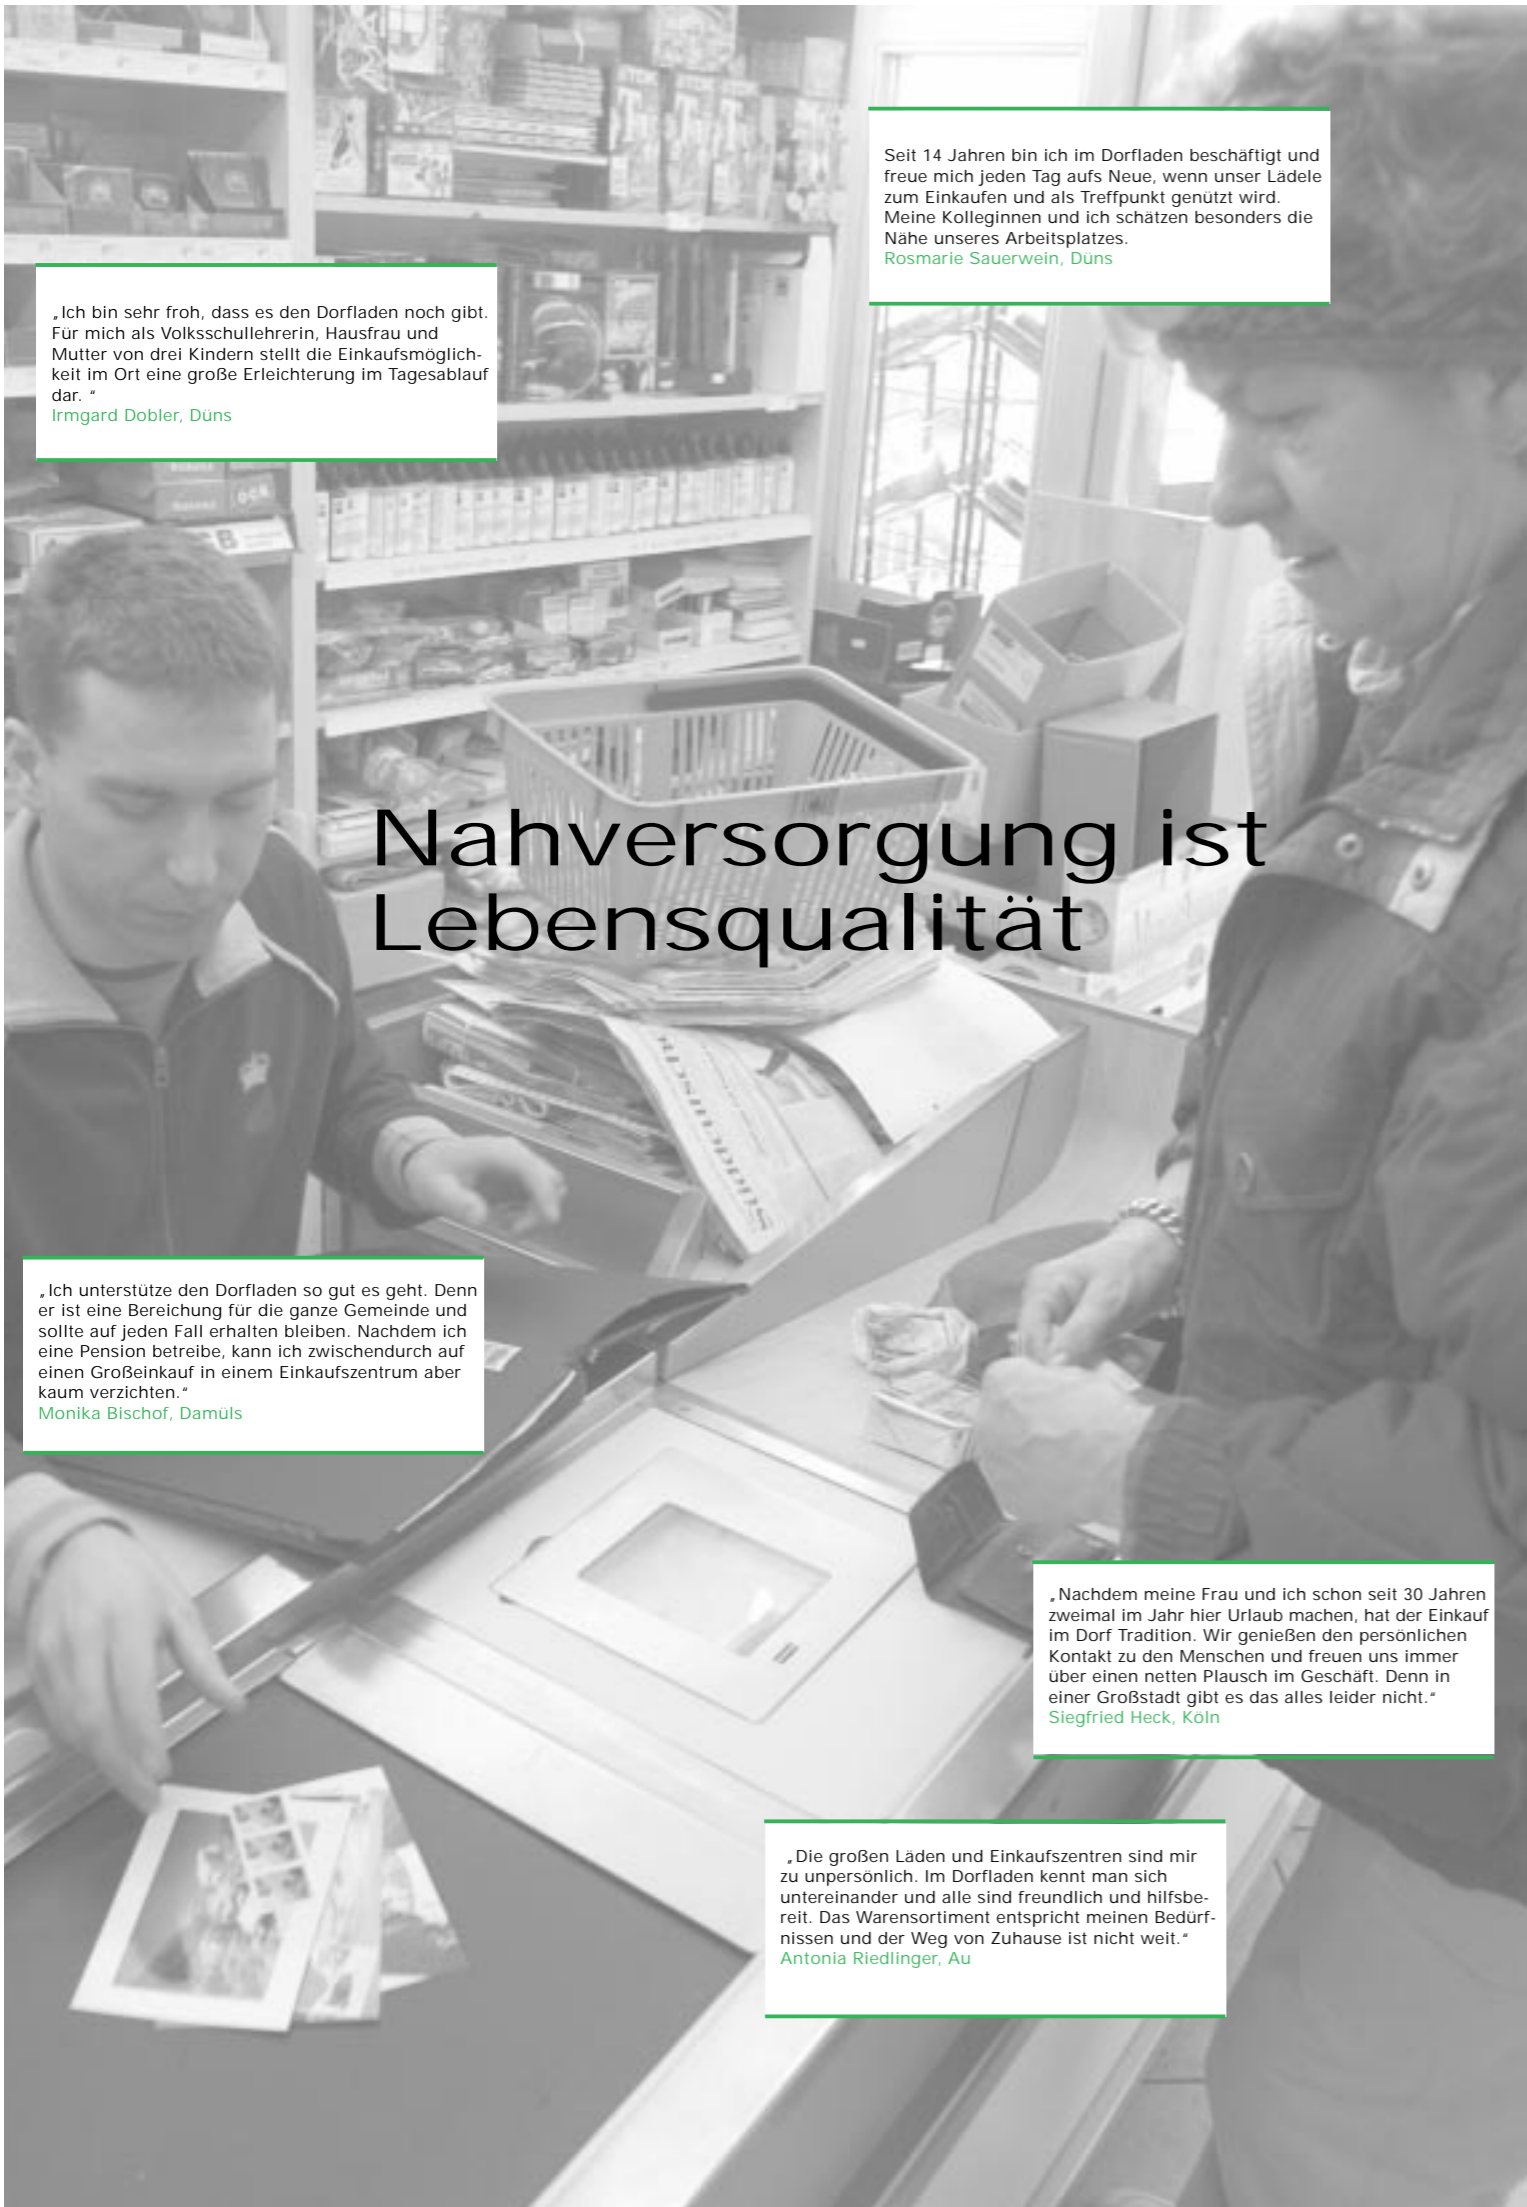 Seit 14 Jahren bin ich im Dorfladen beschäftigt und
freue mich jeden Tag aufs Neue, wenn unser Lädele
zum Einkaufen und als Treffpunkt genützt wird.
Meine Kolleginnen und ich schätzen besonders die
Nähe unseres Arbeitsplatzes.
Rosmarie Sauerwein, Düns
„Ich bin sehr froh, dass es den Dorfladen noch gibt.
Für mich als Volksschullehrerin, Hausfrau und
Mutter von drei Kindern stellt die Einkaufsmöglich-
keit im Ort eine große Erleichterung im Tagesablauf
dar. “
Irmgard Dobler, Düns
Nahversorgung ist
Lebensqualität
„Ich unterstütze den Dorfladen so gut es geht. Denn
er ist eine Bereichung für die ganze Gemeinde und
sollte auf jeden Fall erhalten bleiben. Nachdem ich
eine Pension betreibe, kann ich zwischendurch auf
einen Großeinkauf in einem Einkaufszentrum aber
kaum verzichten.“
Monika Bischof, Damüls
„Nachdem meine Frau und ich schon seit 30 Jahren
zweimal im Jahr hier Urlaub machen, hat der Einkauf
im Dorf Tradition. Wir genießen den persönlichen
Kontakt zu den Menschen und freuen uns immer
über einen netten Plausch im Geschäft. Denn in
einer Großstadt gibt es das alles leider nicht.“
Siegfried Heck, Köln
„Die großen Läden und Einkaufszentren sind mir
zu unpersönlich. Im Dorfladen kennt man sich
untereinander und alle sind freundlich und hilfsbe-
reit. Das Warensortiment entspricht meinen Bedürf-
nissen und der Weg von Zuhause ist nicht weit.“
Antonia Riedlinger, Au